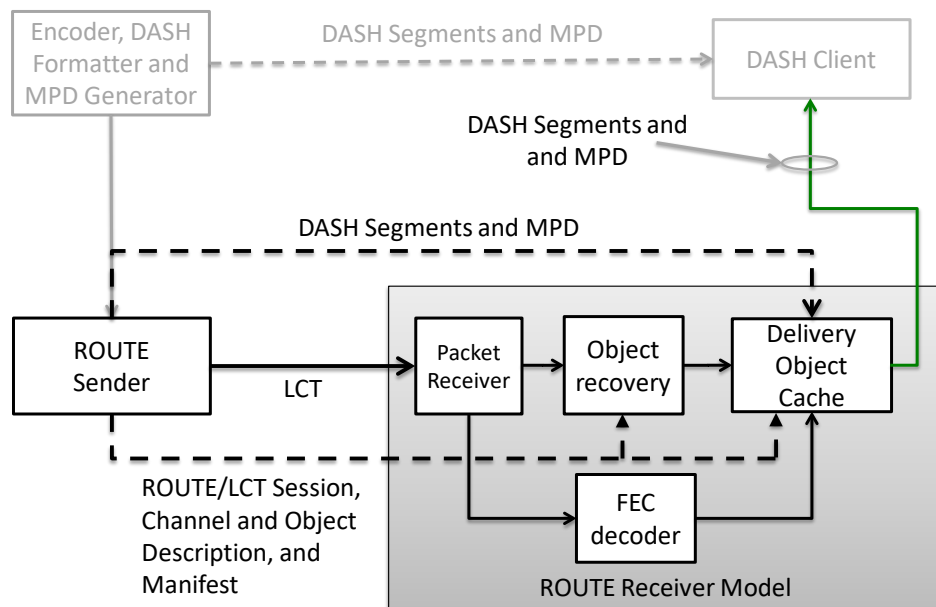 Encoder, DASH
Formatter and
MPD Generator
DASH Segments and MPD
DASH Client
DASH Segments and
and MPD
DASH Segments and MPD
ROUTE
Sender
LCT
Packet
Receiver
Object
recovery
Delivery
Object
Cache
ROUTE/LCT Session,
Channel and Object
Description, and
Manifest
FEC
decoder
ROUTE Receiver Model